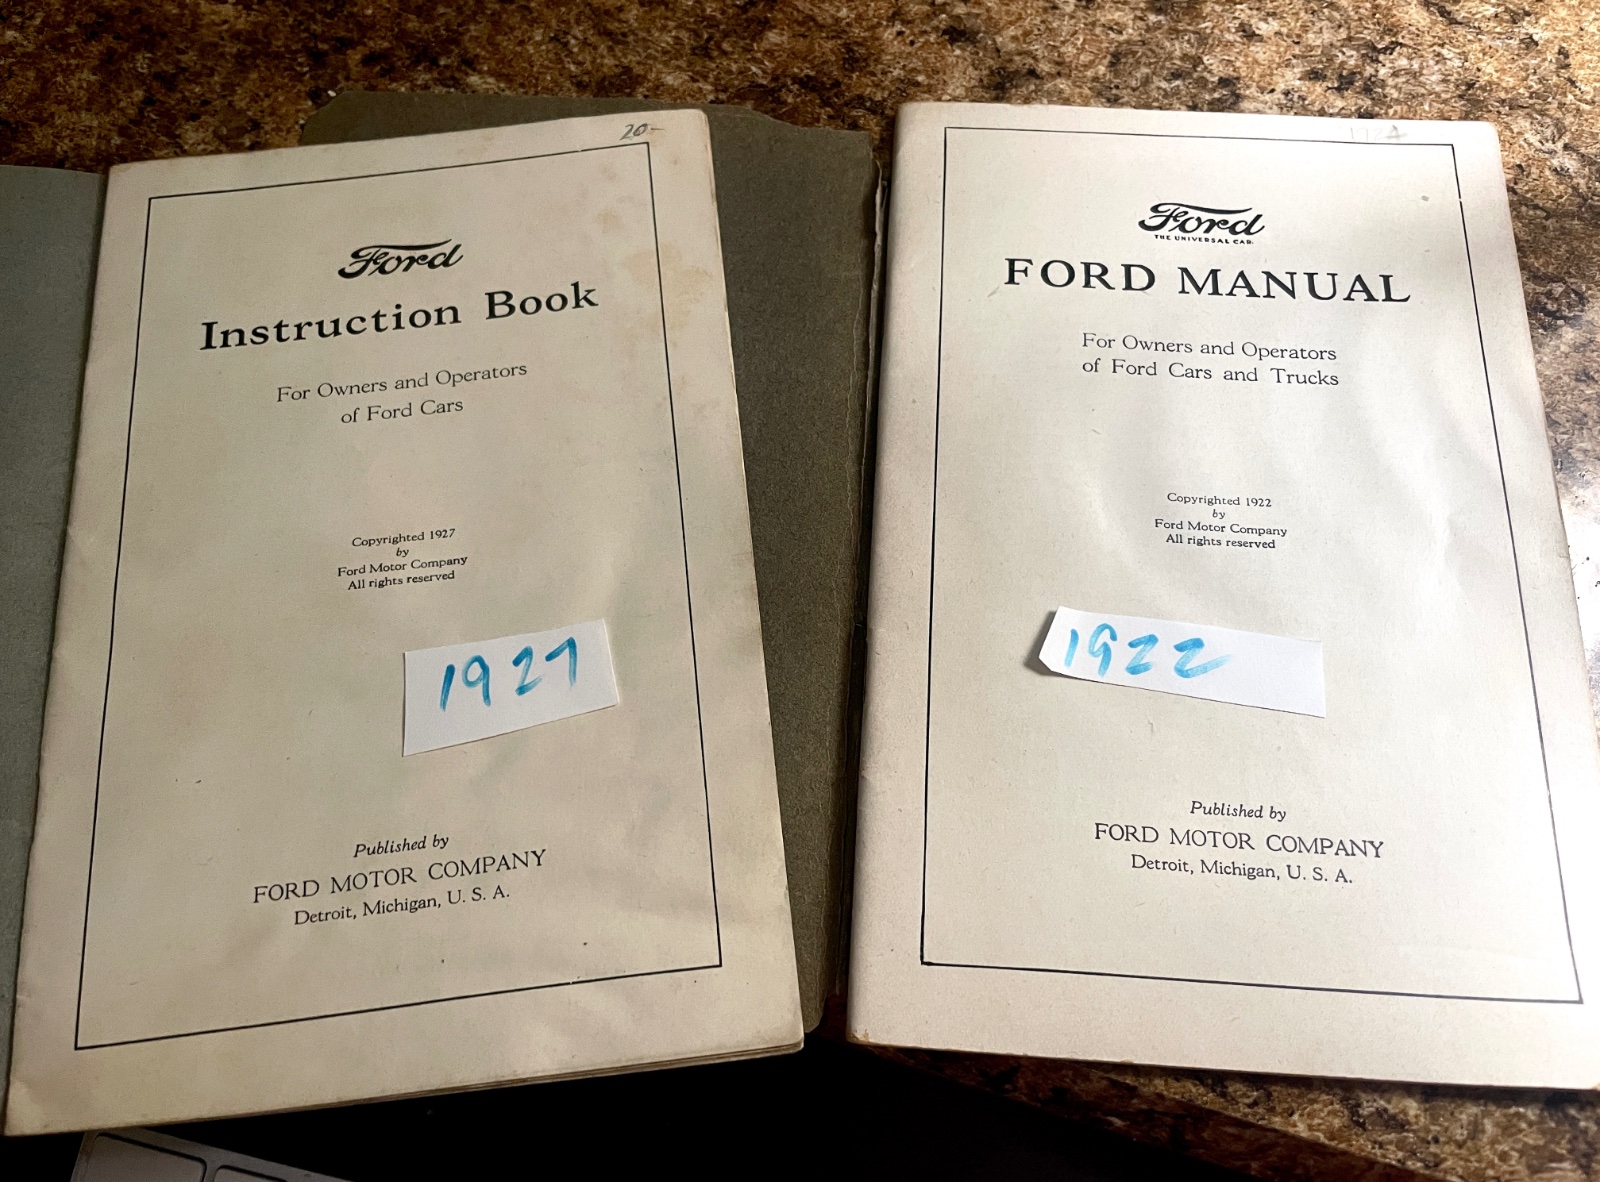 20-
Ford
Instruction Book
For Owners and Operators
of Ford Cars
Copyrighted 1927
by
Ford Motor Company
All rights reserved
1927
Published by
FORD MOTOR COMPANY
Detroit, Michigan, U. S. A.
Ford
THE UNIVERSAL CAR.
FORD MANUAL
For Owners and Operators
of Ford Cars and Trucks
Copyrighted 1922
by
Ford Motor Company
All rights reserved
1922
Published by
FORD MOTOR COMPANY
Detroit, Michigan, U. S. A.